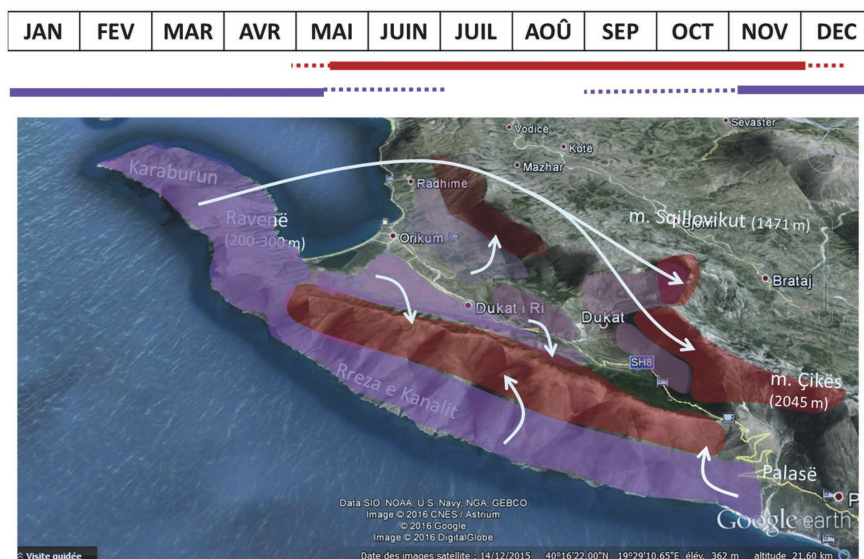 JAN FEV MAR AVR MAI JUIN JUIL AOÛ SEP OCT NOV DEC
Sevaster
Vodicë
Kotë
Mazhar
Karaburun
Radhimë
m. Sqillovikut (1471 m)
Ravenë
(200-300 m)
Orikum
Brataj
Dukat i Ri
Dukat
SH8
Rreza e Kanalit
m. Çikës
(2045 m)
Palasë
P
Data SIO, NOAA, U.S. Navy, NGA, GEBCO
Image © 2016 CNES / Astrium
© 2016 Google
Image © 2016 DigitalGlobe
Google earth
Visite guidée
Date des images satellite : 14/12/2015 40°16'22.00"N 19°29'10.65"E élév. 362 m altitude 21.60 km